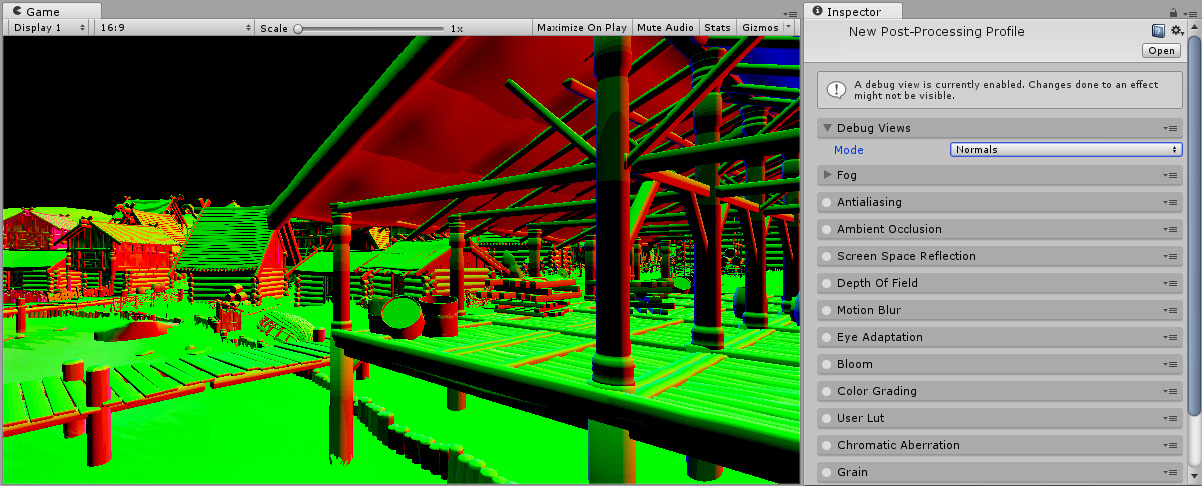 Game
Display 1 16:9 Scale 1x Maximize On Play Mute Audio Stats Gizmos
Inspector
New Post-Processing Profile
Open
A debug view is currently enabled. Changes done to an effect
might not be visible.
Debug Views
Mode Normals
Fog
Antialiasing
Ambient Occlusion
Screen Space Reflection
Depth Of Field
Motion Blur
Eye Adaptation
Bloom
Color Grading
User Lut
Chromatic Aberration
Grain